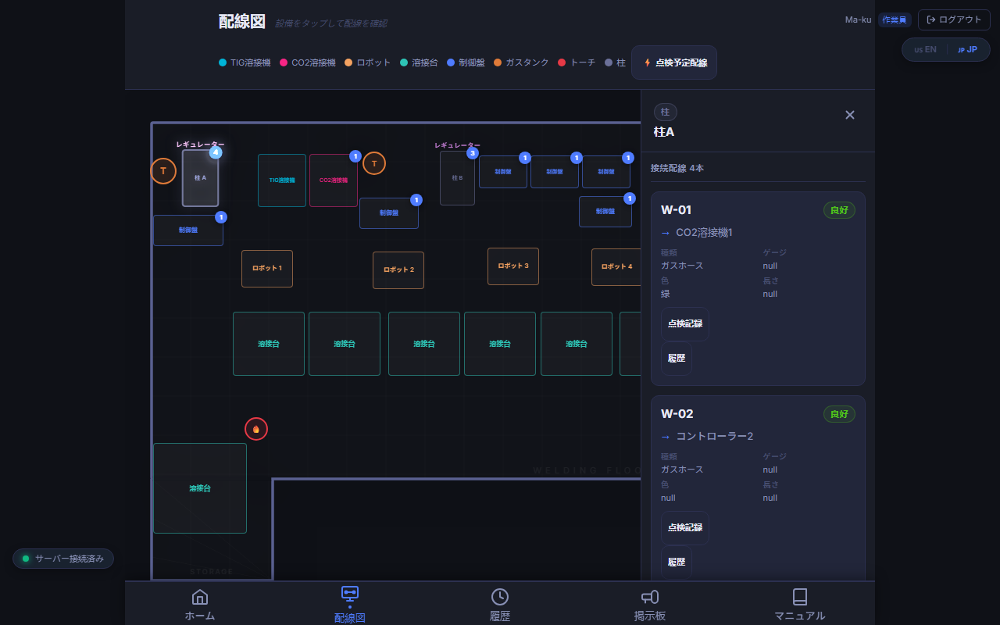 配線図 設備をタップして配線を確認
Ma-ku 作業員 ログアウト
US EN JP JP
TIG溶接機 CO2溶接機 ロボット 溶接台 制御盤 ガスタンク トーチ 柱 点検予定配線
柱
柱A
接続配線 4本
W-01 良好
→ CO2溶接機1
種類 ゲージ
ガスホース null
色 長さ
緑 null
点検記録
履歴
W-02 良好
→ コントローラー2
種類 ゲージ
ガスホース null
色 長さ
null null
点検記録
履歴
レギュレーター レギュレーター
4 3 1 1 1
T 柱 A TIG溶接機 CO2溶接機 1 T 柱 B 制御盤 制御盤 制御盤
制御盤 1 制御盤 1 制御盤 1
ロボット 1 ロボット 2 ロボット 3 ロボット 4
溶接台 溶接台 溶接台 溶接台 溶接台
WELDING FLOO
溶接台
STORAGE
サーバー接続済み
ホーム 配線図 履歴 掲示板 マニュアル